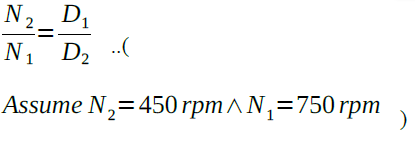 N₂/N₁ = D₁/D₂ ..(
Assume N₂=450 rpm∧N₁=750 rpm )